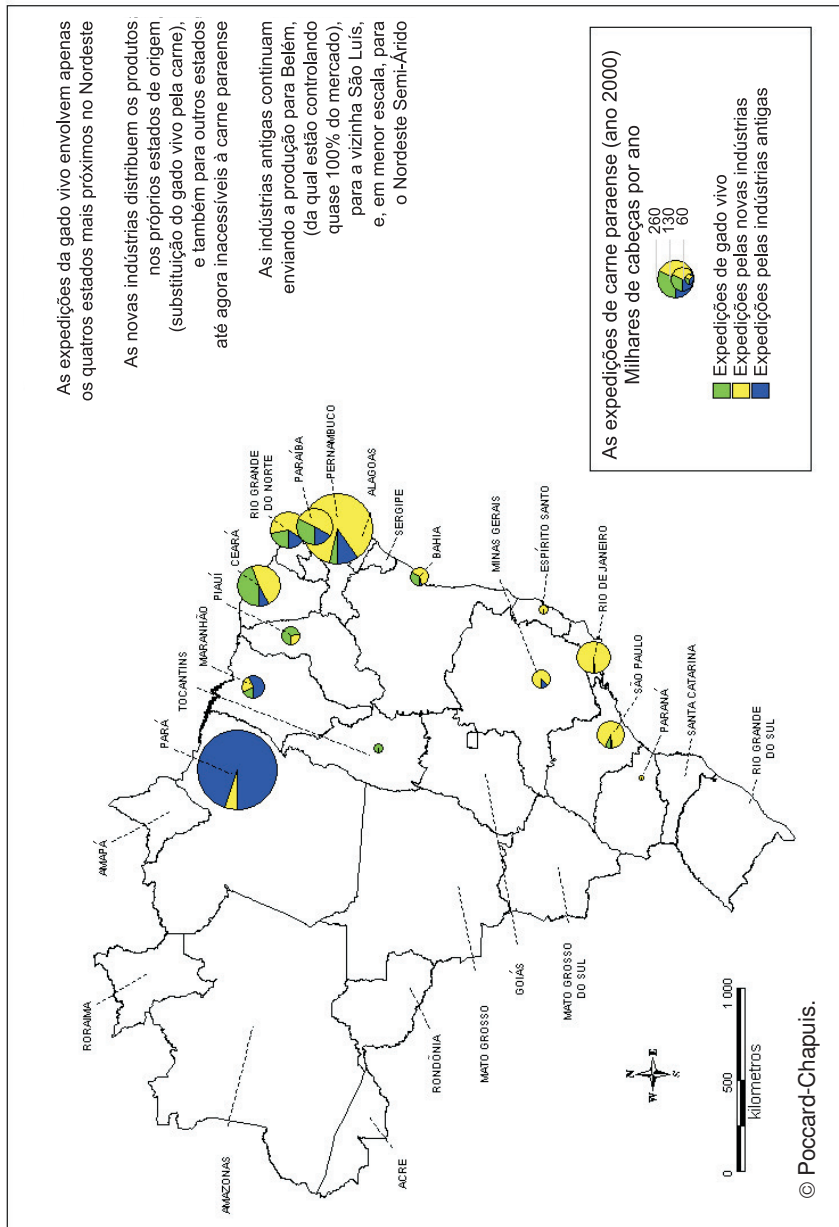 As expedições da gado vivo envolvem apenas
os quatros estados mais próximos no Nordeste
As novas indústrias distribuem os produtos:
nos próprios estados de origem,
(substituição do gado vivo pela carne),
e também para outros estados
até agora inacessíveis à carne paraense
As indústrias antigas continuam
enviando a produção para Belém,
(da qual estão controlando
quase 100% do mercado),
para a vizinha São Luís,
e, em menor escala, para
o Nordeste Semi-Árido
RORAIMA
AMAPÁ
AMAZONAS
PARÁ
TOCANTINS
MARANHÃO
PIAUÍ
CEARÁ
RIO GRANDE
DO NORTE
PARAÍBA
PERNAMBUCO
ALAGOAS
SERGIPE
BAHIA
ACRE
RONDÔNIA
MATO GROSSO
GÓIÁS
MATO GROSSO
DO SUL
MINAS GERAIS
ESPÍRITO SANTO
RIO DE JANEIRO
SÃO PAULO
PARANA
SANTA CATARINA
RIO GRANDE
DO SUL
As expedições de carne paraense (ano 2000)
Milhares de cabeças por ano
260
130
60
Expedições de gado vivo
Expedições pelas novas indústrias
Expedições pelas indústrias antigas
N
W E
S
0 500 1 000
kilometros
© Poccard-Chapuis.